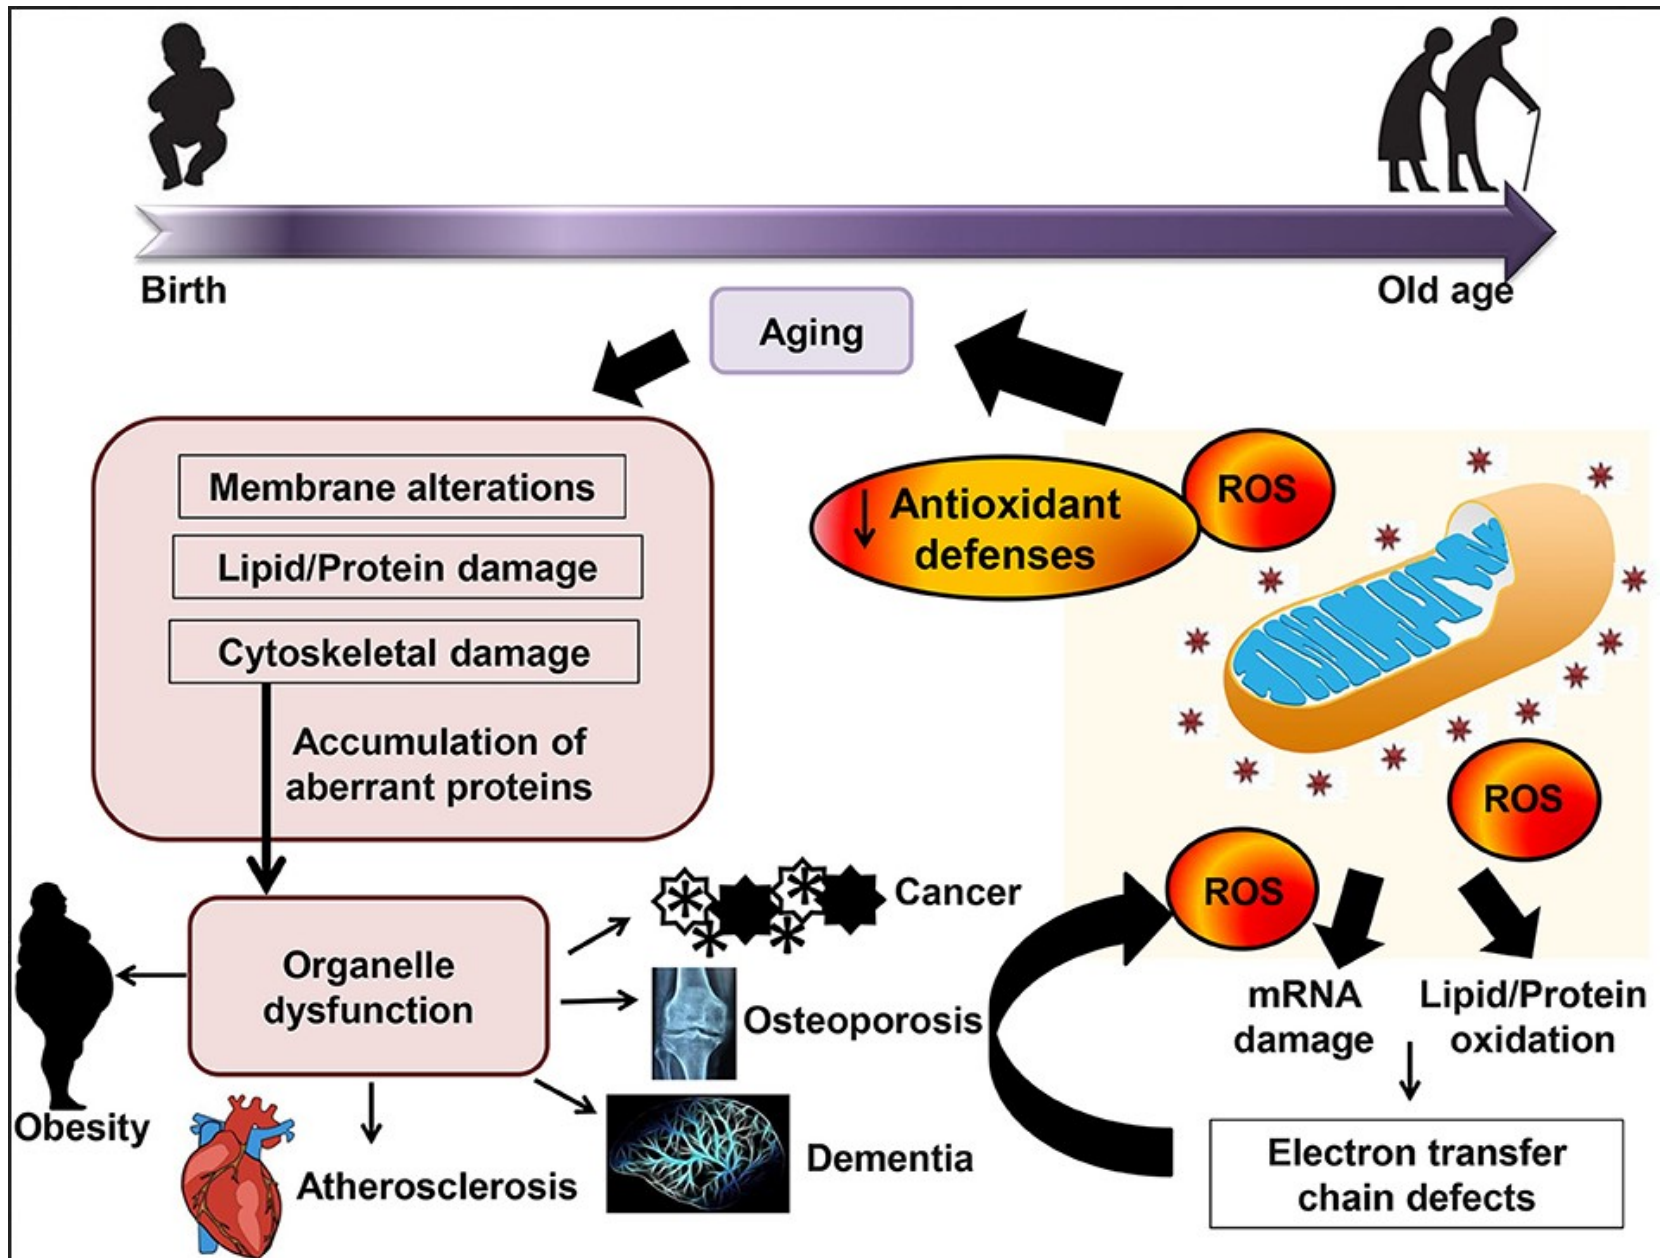 Birth
Old age
Aging
Membrane alterations
Lipid/Protein damage
Cytoskeletal damage
Accumulation of
aberrant proteins
Antioxidant
defenses
ROS
ROS
ROS
mRNA
damage
Lipid/Protein
oxidation
Electron transfer
chain defects
Organelle
dysfunction
Cancer
Osteoporosis
Dementia
Atherosclerosis
Obesity